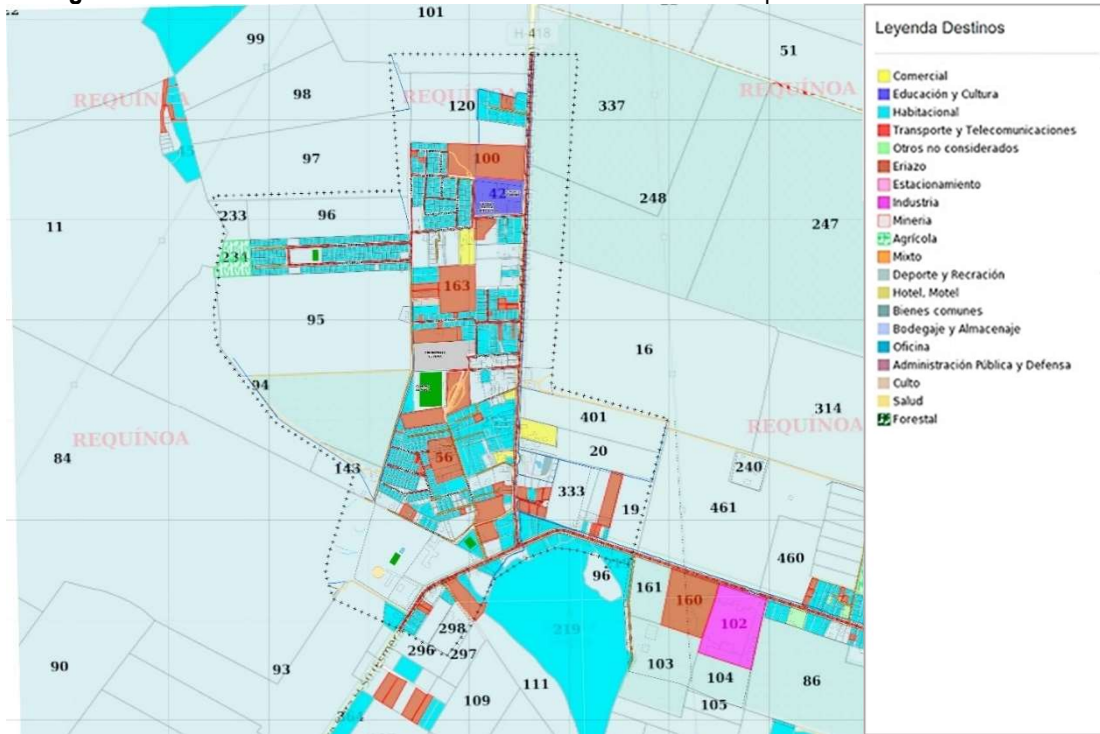 101
H-418
99
51
REQUÍNOA
REQUÍNOA
REQUÍNOA
98
120
337
100
97
42
248
247
233
96
11
234
163
95
16
94
401
314
REQUÍNOA
REQUÍNOA
20
84
56
143
240
333
19
461
460
96
161
160
102
219
298
296
297
90
93
103
104
86
111
109
105
Leyenda Destinos
Comercial
Educación y Cultura
Habitacional
Transporte y Telecomunicaciones
Otros no considerados
Eriazo
Estacionamiento
Industria
Mineria
Agrícola
Mixto
Deporte y Recración
Hotel, Motel
Bienes comunes
Bodegaje y Almacenaje
Oficina
Administración Pública y Defensa
Culto
Salud
Forestal